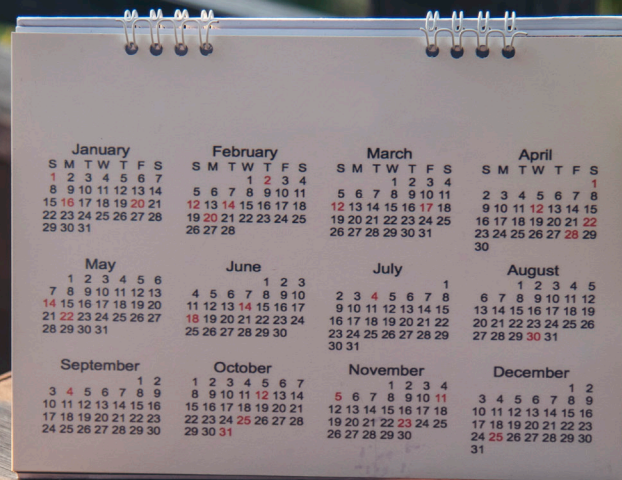 January
S M T W T F S
1 2 3 4 5 6 7
8 9 10 11 12 13 14
15 16 17 18 19 20 21
22 23 24 25 26 27 28
29 30 31
February
S M T W T F S
1 2 3 4
5 6 7 8 9 10 11
12 13 14 15 16 17 18
19 20 21 22 23 24 25
26 27 28
March
S M T W T F S
1 2 3 4
5 6 7 8 9 10 11
12 13 14 15 16 17 18
19 20 21 22 23 24 25
26 27 28 29 30 31
April
S M T W T F S
1
2 3 4 5 6 7 8
9 10 11 12 13 14 15
16 17 18 19 20 21 22
23 24 25 26 27 28 29
30
May
1 2 3 4 5 6
7 8 9 10 11 12 13
14 15 16 17 18 19 20
21 22 23 24 25 26 27
28 29 30 31
June
1 2 3
4 5 6 7 8 9 10
11 12 13 14 15 16 17
18 19 20 21 22 23 24
25 26 27 28 29 30
July
1
2 3 4 5 6 7 8
9 10 11 12 13 14 15
16 17 18 19 20 21 22
23 24 25 26 27 28 29
30 31
August
1 2 3 4 5
6 7 8 9 10 11 12
13 14 15 16 17 18 19
20 21 22 23 24 25 26
27 28 29 30 31
September
1 2
3 4 5 6 7 8 9
10 11 12 13 14 15 16
17 18 19 20 21 22 23
24 25 26 27 28 29 30
October
1 2 3 4 5 6 7
8 9 10 11 12 13 14
15 16 17 18 19 20 21
22 23 24 25 26 27 28
29 30 31
November
1 2 3 4
5 6 7 8 9 10 11
12 13 14 15 16 17 18
19 20 21 22 23 24 25
26 27 28 29 30
December
1 2
3 4 5 6 7 8 9
10 11 12 13 14 15 16
17 18 19 20 21 22 23
24 25 26 27 28 29 30
31